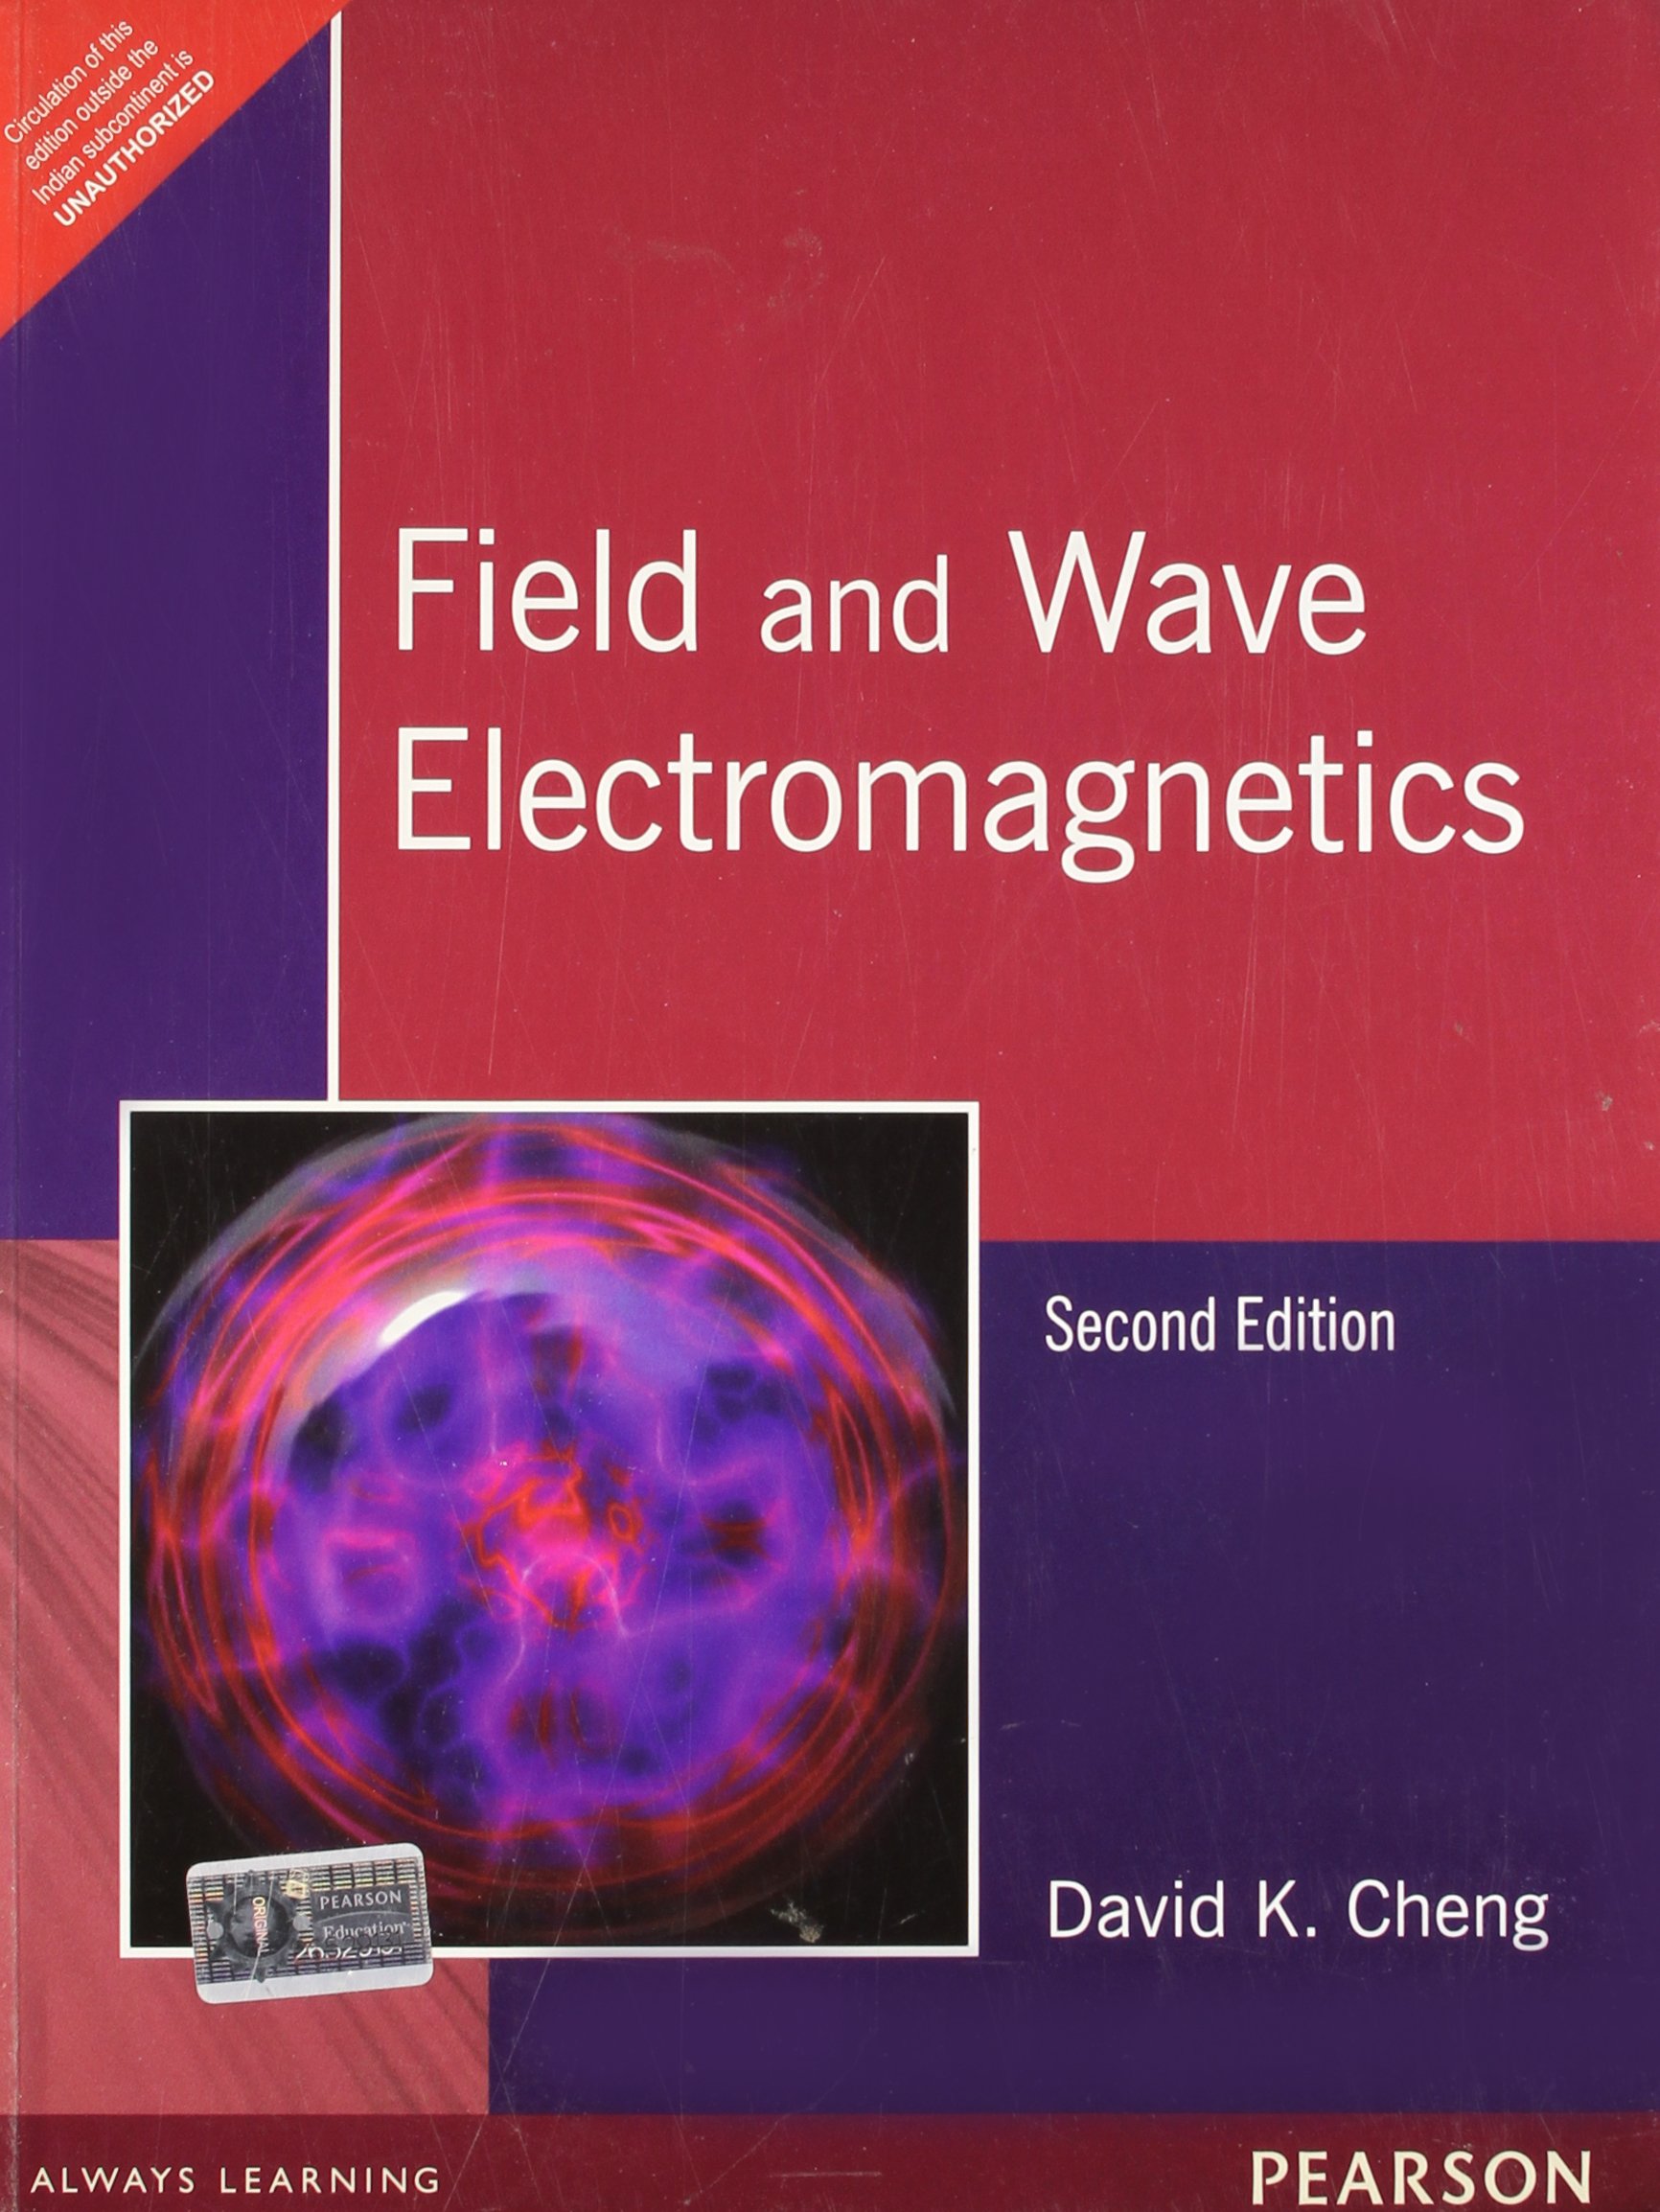 Circulation of this
edition outside the
Indian subcontinent is
UNAUTHORIZED
Field and Wave
Electromagnetics
Second Edition
David K. Cheng
ORIGINAL
PEARSON
Education
ALWAYS LEARNING
PEARSON